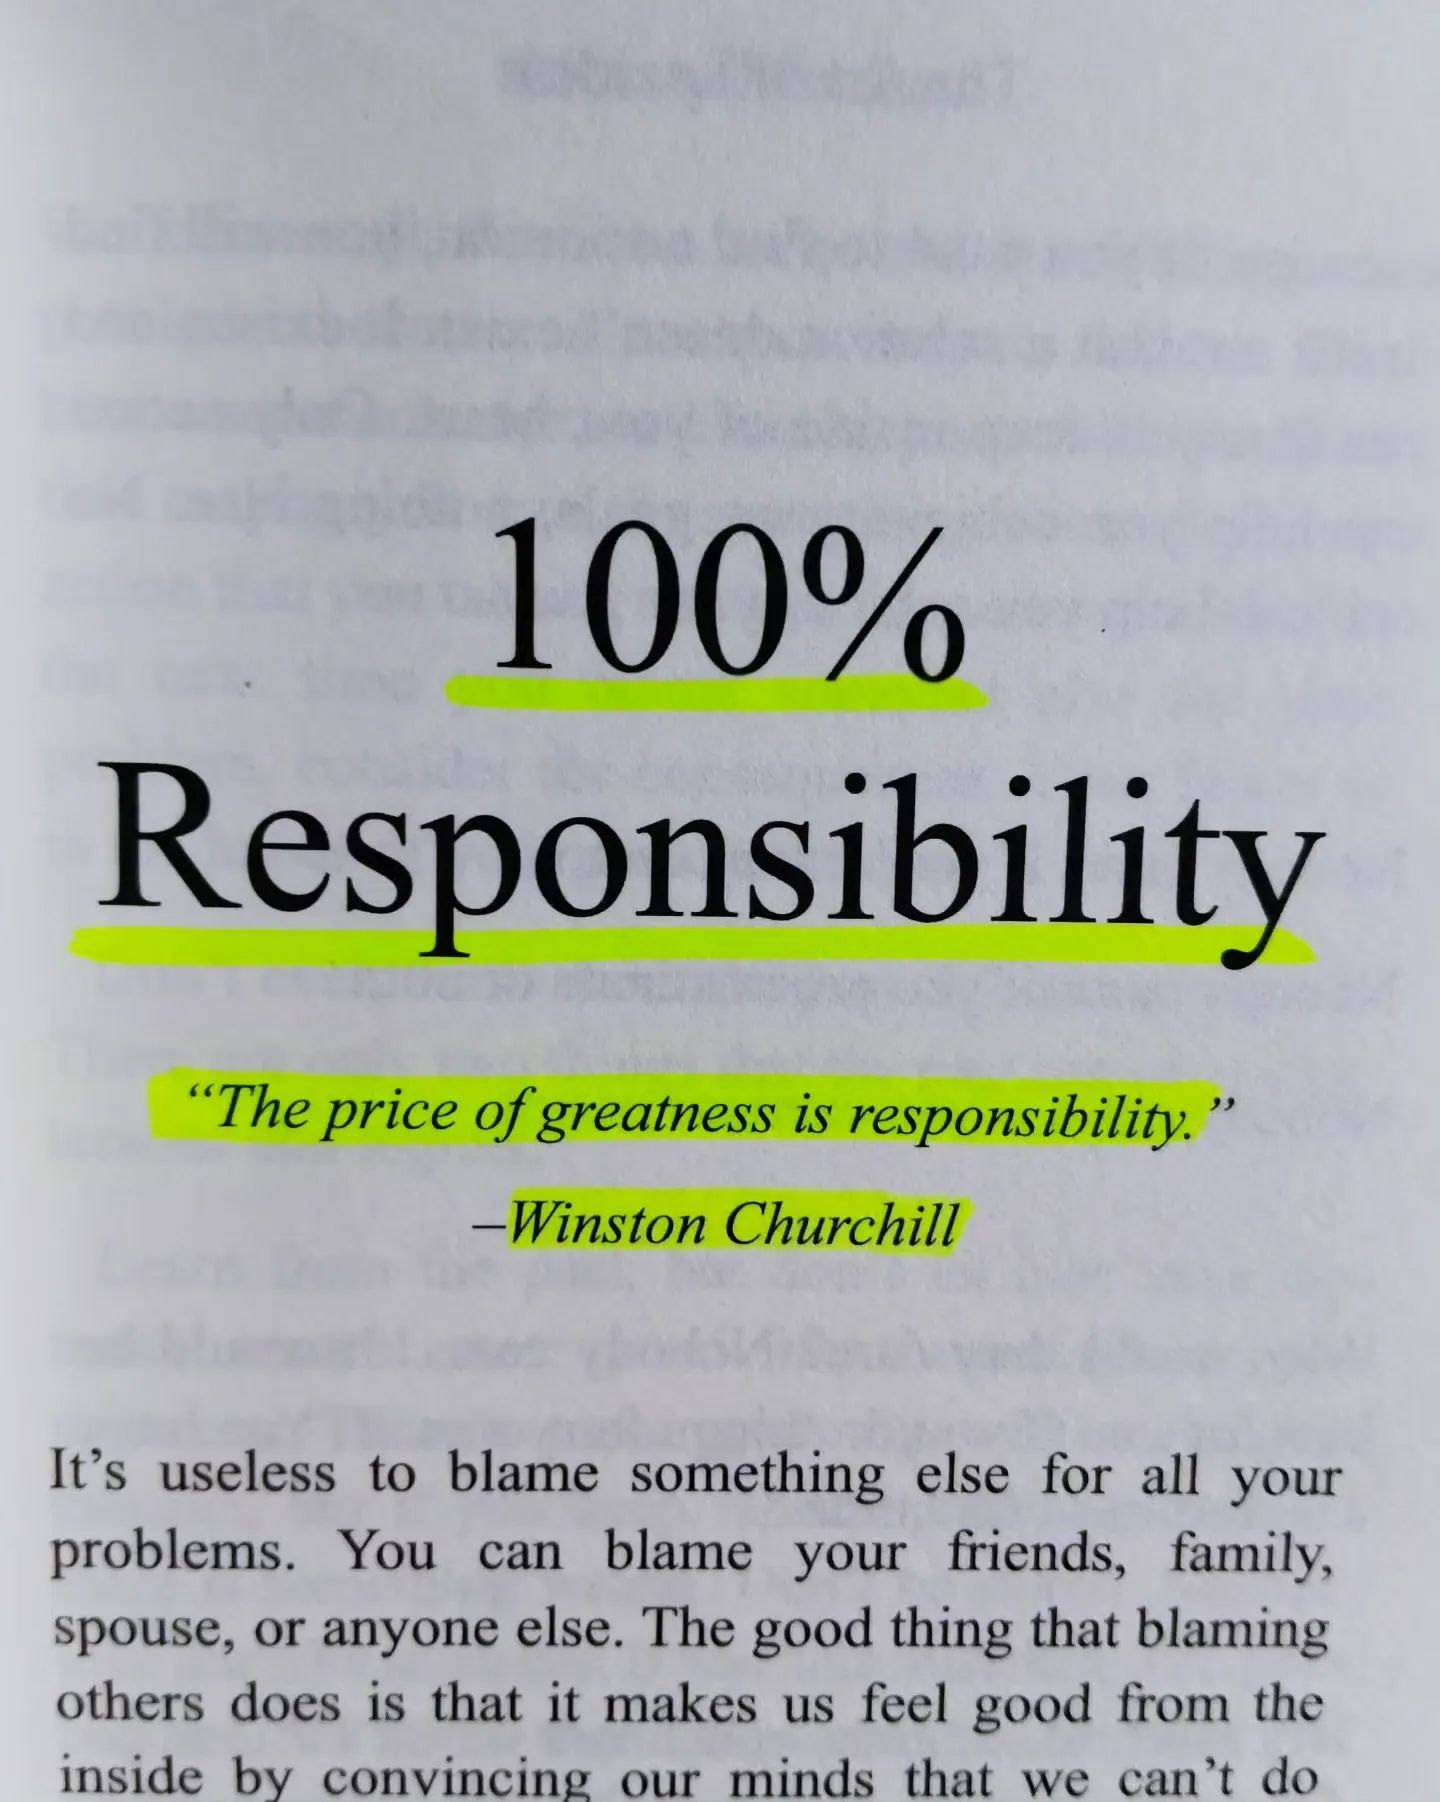 100%
Responsibility
“The price of greatness is responsibility.”
–Winston Churchill
It’s useless to blame something else for all your
problems. You can blame your friends, family,
spouse, or anyone else. The good thing that blaming
others does is that it makes us feel good from the
inside by convincing our minds that we can’t do